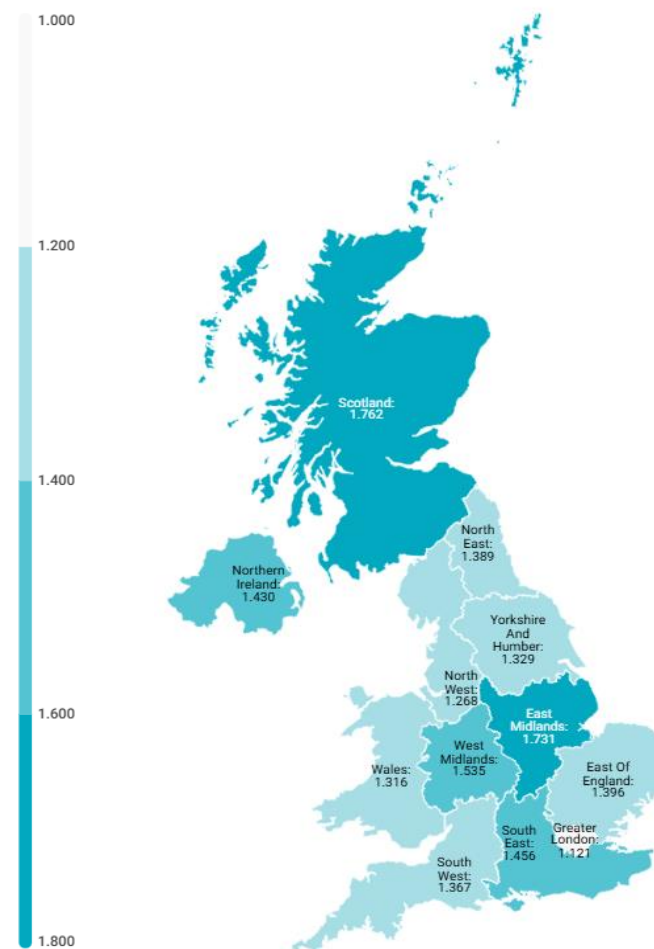 1.000
1.200
1.400
1.600
1.800
Scotland:
1.762
North
East:
1.389
Northern
Ireland:
1.430
Yorkshire
And
Humber:
1.329
North
West:
1.268
East
Midlands:
1.731
West
Midlands:
1.535
Wales:
1.316
East Of
England:
1.396
Greater
London:
1.121
South
East:
1.456
South
West:
1.367